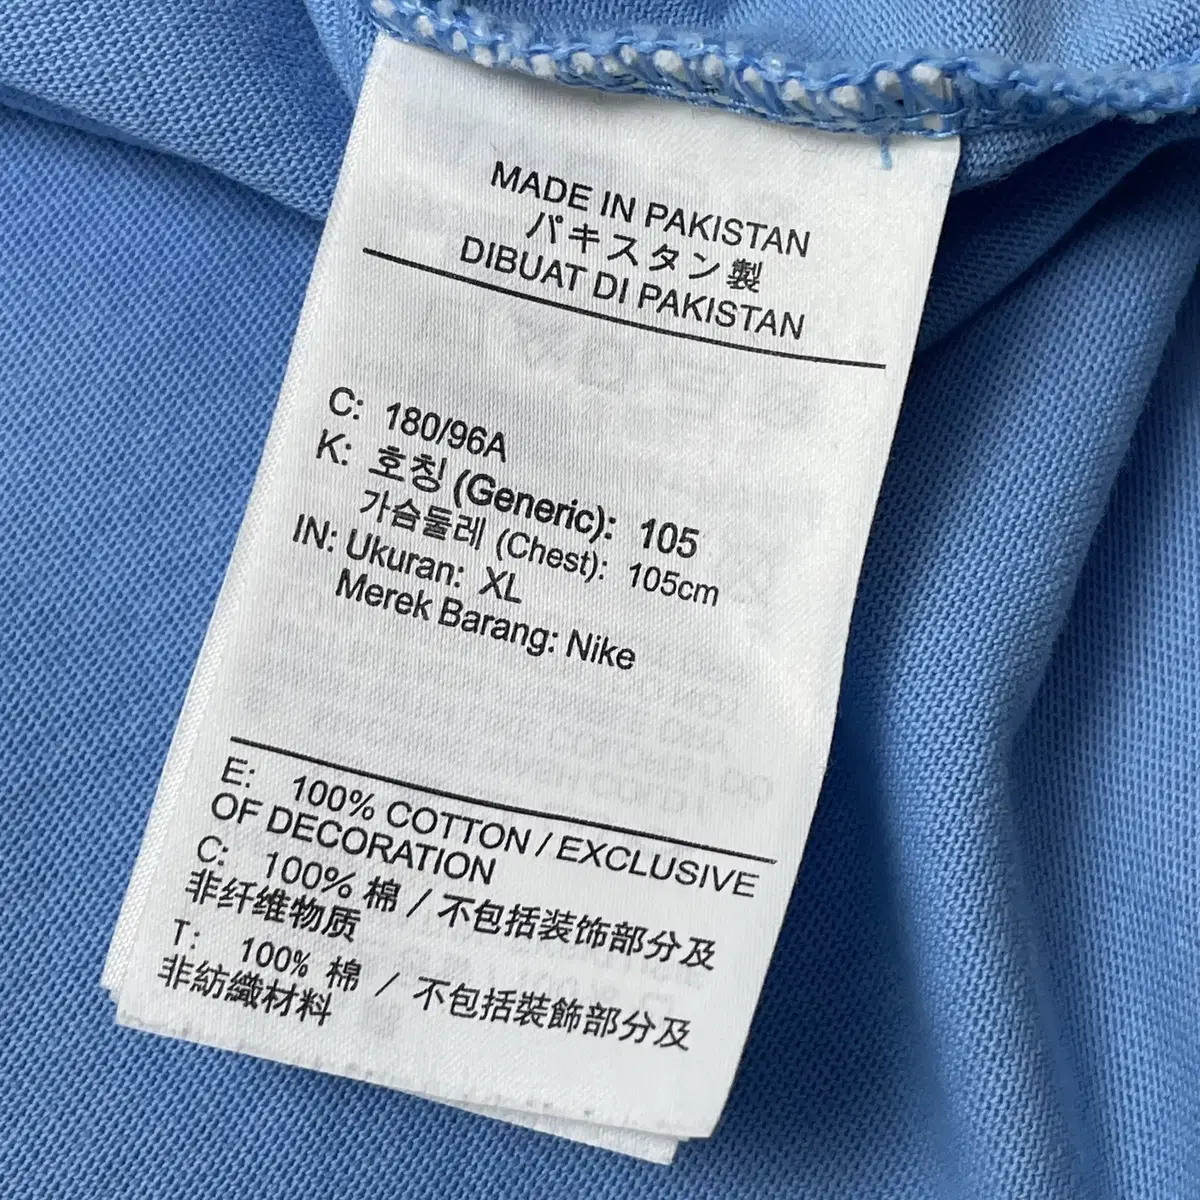 MADE IN PAKISTAN
パキスタン製
DIBUAT DI PAKISTAN
C: 180/96A
K: 호칭 (Generic): 105
가슴둘레 (Chest): 105cm
IN: Ukuran: XL
Merek Barang: Nike
E: 100% COTTON / EXCLUSIVE
OF DECORATION
C: 100% 棉 / 不包括装饰部分及
非纤维物质
T: 100% 棉 / 不包括裝飾部分及
非紡織材料